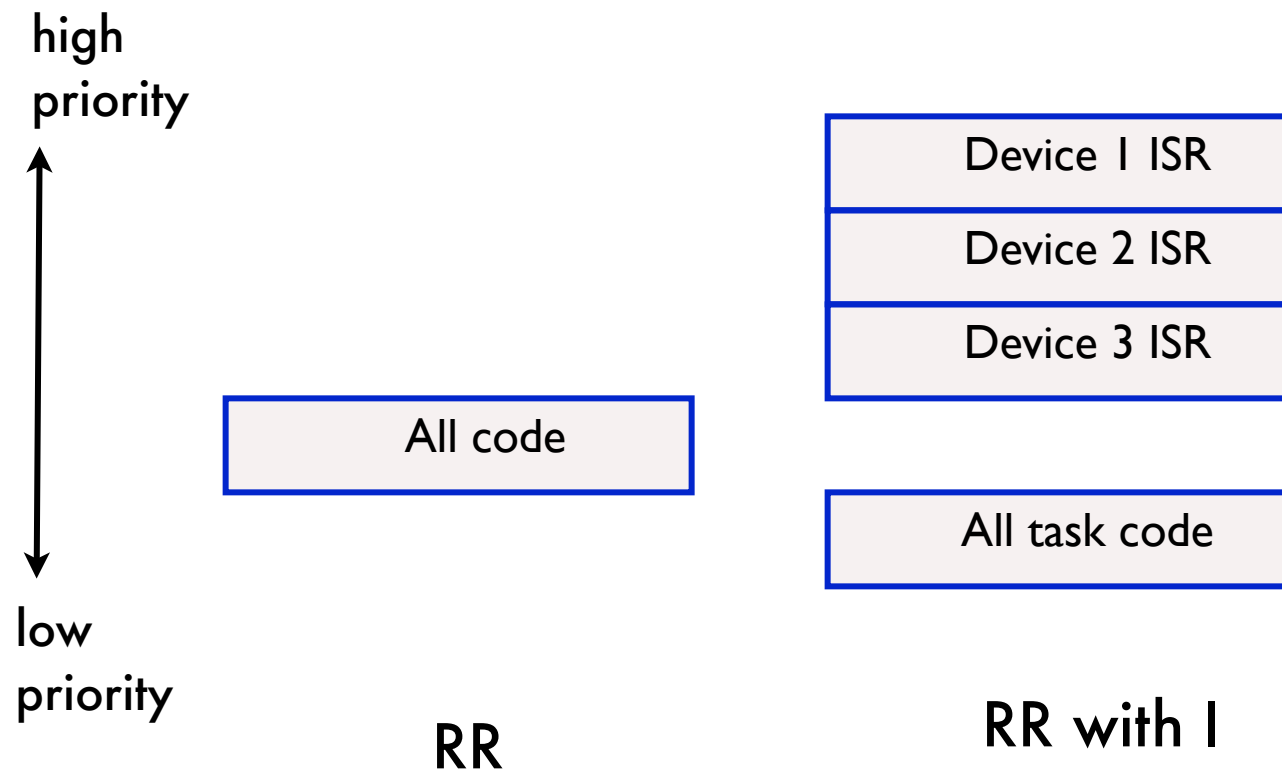 high
priority
Device 1 ISR
Device 2 ISR
Device 3 ISR
All code
All task code
low
priority
RR
RR with I